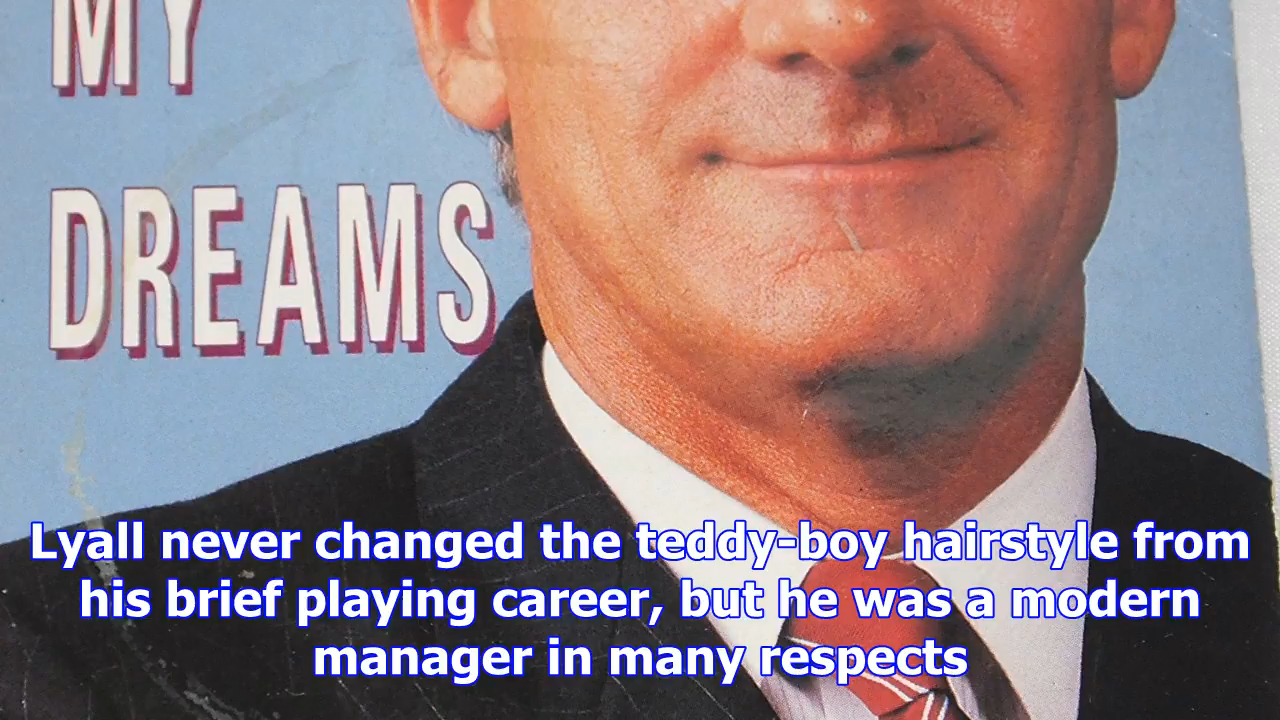 MY
DREAMS
Lyall never changed the teddy-boy hairstyle from
his brief playing career, but he was a modern
manager in many respects